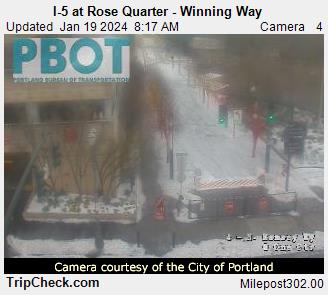 I-5 at Rose Quarter - Winning Way
Updated Jan 19 2024 8:17 AM Camera 4
PBOT
PORTLAND BUREAU OF TRANSPORTATION
Camera courtesy of the City of Portland
TripCheck.com Milepost302.00